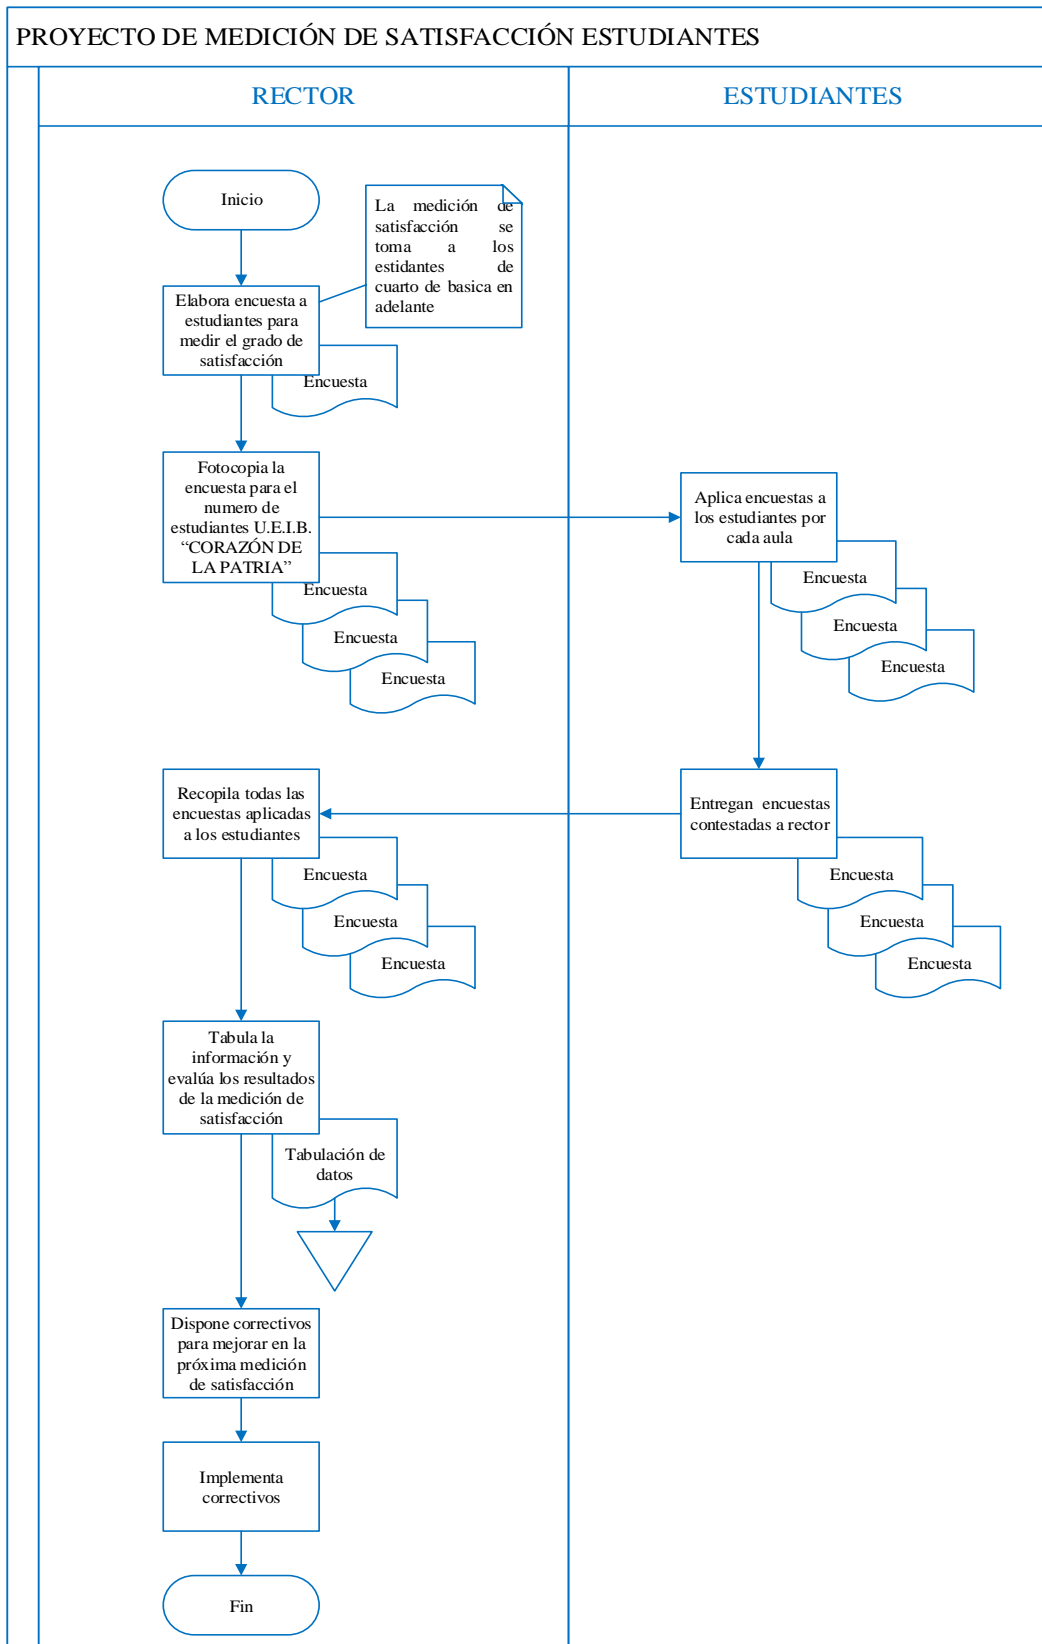 PROYECTO DE MEDICIÓN DE SATISFACCIÓN ESTUDIANTES
RECTOR
ESTUDIANTES
Inicio
La medición de
satisfacción se
toma a los
estidantes de
cuarto de basica en
adelante
Elabora encuesta a
estudiantes para
medir el grado de
satisfacción
Encuesta
Fotocopia la
encuesta para el
numero de
estudiantes U.E.I.B.
“CORAZÓN DE
LA PATRIA”
Encuesta
Encuesta
Encuesta
Aplica encuestas a
los estudiantes por
cada aula
Encuesta
Encuesta
Encuesta
Entregan encuestas
contestadas a rector
Encuesta
Encuesta
Encuesta
Recopila todas las
encuestas aplicadas
a los estudiantes
Encuesta
Encuesta
Encuesta
Tabula la
información y
evalúa los resultados
de la medición de
satisfacción
Tabulación de
datos
Dispone correctivos
para mejorar en la
próxima medición
de satisfacción
Implementa
correctivos
Fin